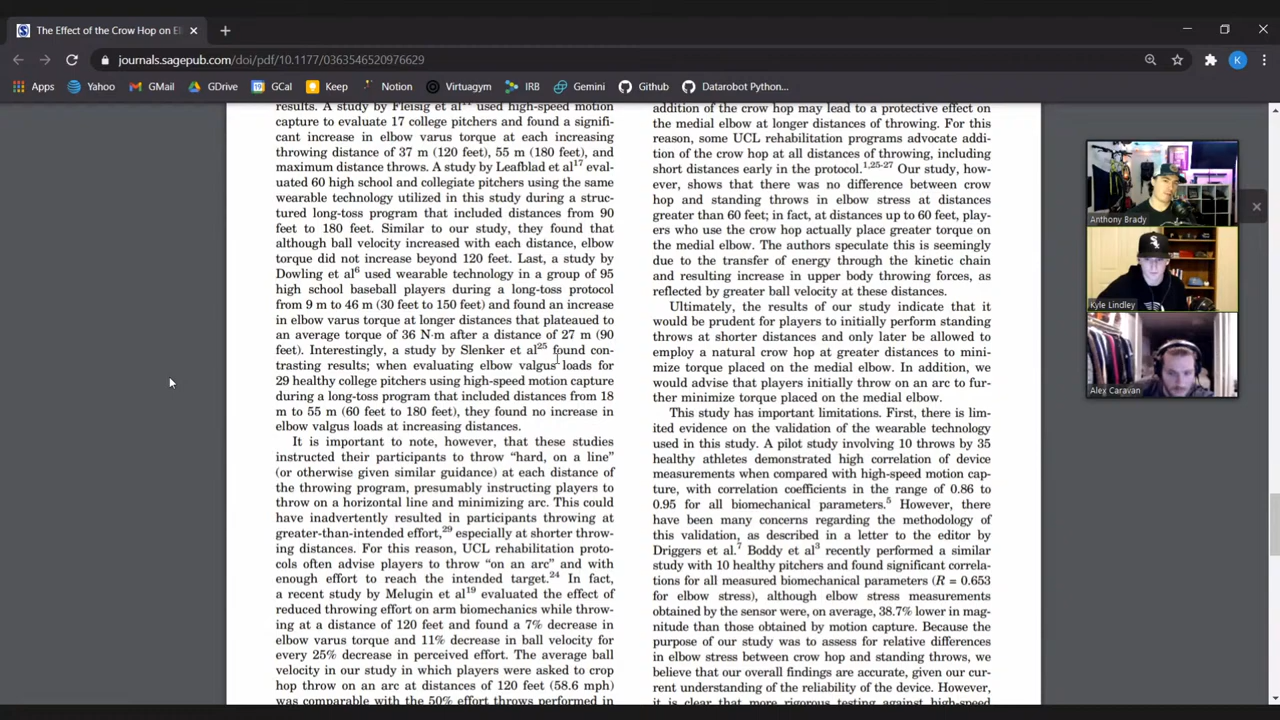 The Effect of the Crow Hop on El
journals.sagepub.com/doi/pdf/10.1177/0363546520976629
Apps Yahoo GMail GDrive GCal Keep Notion Virtuagym IRB Gemini Github Datarobot Python...
results. A study by Fleisig et al¹¹ used high-speed motion
capture to evaluate 17 college pitchers and found a signifi-
cant increase in elbow varus torque at each increasing
throwing distance of 37 m (120 feet), 55 m (180 feet), and
maximum distance throws. A study by Leafblad et al¹⁷ eval-
uated 60 high school and collegiate pitchers using the same
wearable technology utilized in this study during a struc-
tured long-toss program that included distances from 90
feet to 180 feet. Similar to our study, they found that
although ball velocity increased with each distance, elbow
torque did not increase beyond 120 feet. Last, a study by
Dowling et al⁶ used wearable technology in a group of 95
high school baseball players during a long-toss protocol
from 9 m to 46 m (30 feet to 150 feet) and found an increase
in elbow varus torque at longer distances that plateaued to
an average torque of 36 N·m after a distance of 27 m (90
feet). Interestingly, a study by Slenker et al²⁵ found con-
trasting results; when evaluating elbow valgus loads for
29 healthy college pitchers using high-speed motion capture
during a long-toss program that included distances from 18
m to 55 m (60 feet to 180 feet), they found no increase in
elbow valgus loads at increasing distances.
It is important to note, however, that these studies
instructed their participants to throw “hard, on a line”
(or otherwise given similar guidance) at each distance of
the throwing program, presumably instructing players to
throw on a horizontal line and minimizing arc. This could
have inadvertently resulted in participants throwing at
greater-than-intended effort,²⁹ especially at shorter throw-
ing distances. For this reason, UCL rehabilitation proto-
cols often advise players to throw “on an arc” and with
enough effort to reach the intended target.²⁴ In fact,
a recent study by Melugin et al¹⁹ evaluated the effect of
reduced throwing effort on arm biomechanics while throw-
ing at a distance of 120 feet and found a 7% decrease in
elbow varus torque and 11% decrease in ball velocity for
every 25% decrease in perceived effort. The average ball
velocity in our study in which players were asked to crop
hop throw on an arc at distances of 120 feet (58.6 mph)
was comparable with the 50% effort throws performed in
addition of the crow hop may lead to a protective effect on
the medial elbow at longer distances of throwing. For this
reason, some UCL rehabilitation programs advocate addi-
tion of the crow hop at all distances of throwing, including
short distances early in the protocol.¹,²⁵⁻²⁷ Our study, how-
ever, shows that there was no difference between crow
hop and standing throws in elbow stress at distances
greater than 60 feet; in fact, at distances up to 60 feet, play-
ers who use the crow hop actually place greater torque on
the medial elbow. The authors speculate this is seemingly
due to the transfer of energy through the kinetic chain
and resulting increase in upper body throwing forces, as
reflected by greater ball velocity at these distances.
Ultimately, the results of our study indicate that it
would be prudent for players to initially perform standing
throws at shorter distances and only later be allowed to
employ a natural crow hop at greater distances to mini-
mize torque placed on the medial elbow. In addition, we
would advise that players initially throw on an arc to fur-
ther minimize torque placed on the medial elbow.
This study has important limitations. First, there is lim-
ited evidence on the validation of the wearable technology
used in this study. A pilot study involving 10 throws by 35
healthy athletes demonstrated high correlation of device
measurements when compared with high-speed motion cap-
ture, with correlation coefficients in the range of 0.86 to
0.95 for all biomechanical parameters.⁵ However, there
have been many concerns regarding the methodology of
this validation, as described in a letter to the editor by
Driggers et al.⁷ Boddy et al³ recently performed a similar
study with 10 healthy pitchers and found significant correla-
tions for all measured biomechanical parameters (R = 0.653
for elbow stress), although elbow stress measurements
obtained by the sensor were, on average, 38.7% lower in mag-
nitude than those obtained by motion capture. Because the
purpose of our study was to assess for relative differences
in elbow stress between crow hop and standing throws, we
believe that our overall findings are accurate, given our cur-
rent understanding of the reliability of the device. However,
it is clear that more rigorous testing against high-speed
K
Anthony Brady
Kyle Lindley
Alex Caravan